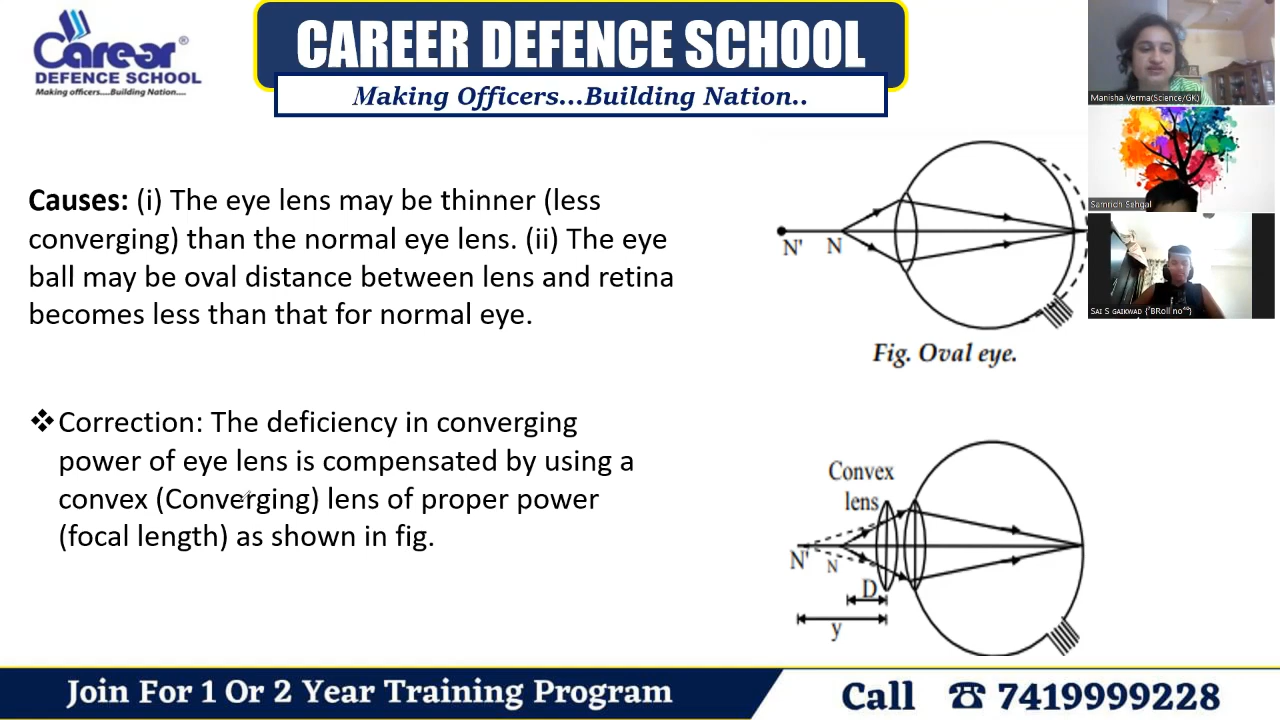 Career®
DEFENCE SCHOOL
Making officers....Building Nation....
CAREER DEFENCE SCHOOL
Making Officers...Building Nation..
Manisha Verma(Science/GK)
Samridh Sehgal
SAI S GAIKWAD
Causes: (i) The eye lens may be thinner (less
converging) than the normal eye lens. (ii) The eye
ball may be oval distance between lens and retina
becomes less than that for normal eye.
N' N
Fig. Oval eye.
❖Correction: The deficiency in converging
power of eye lens is compensated by using a
convex (Converging) lens of proper power
(focal length) as shown in fig.
Convex
lens
N' N
D
y
Join For 1 Or 2 Year Training Program
Call ☎ 7419999228